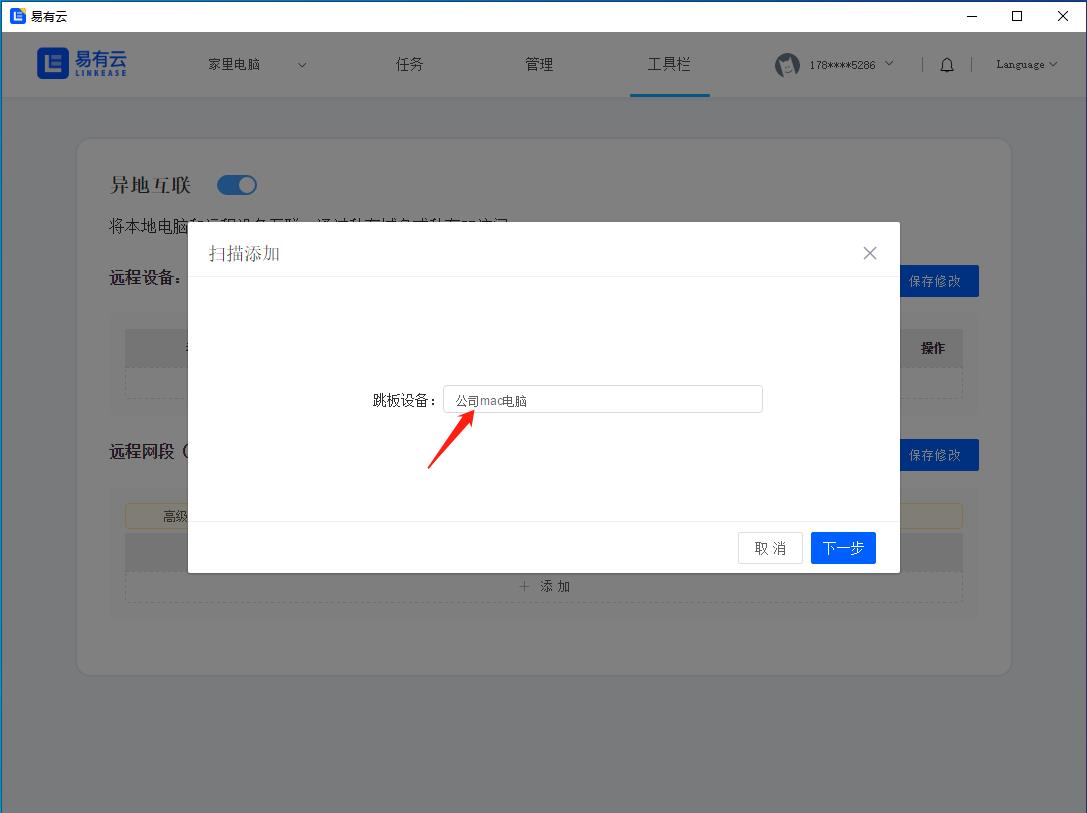 易有云
易有云
LINKEASE
家里电脑
任务
管理
工具栏
178****5286
Language
异地互联
将本地电脑
扫描添加
远程设备：
保存修改
操作
跳板设备：
公司mac电脑
远程网段（
保存修改
高级
取 消
下一步
添 加